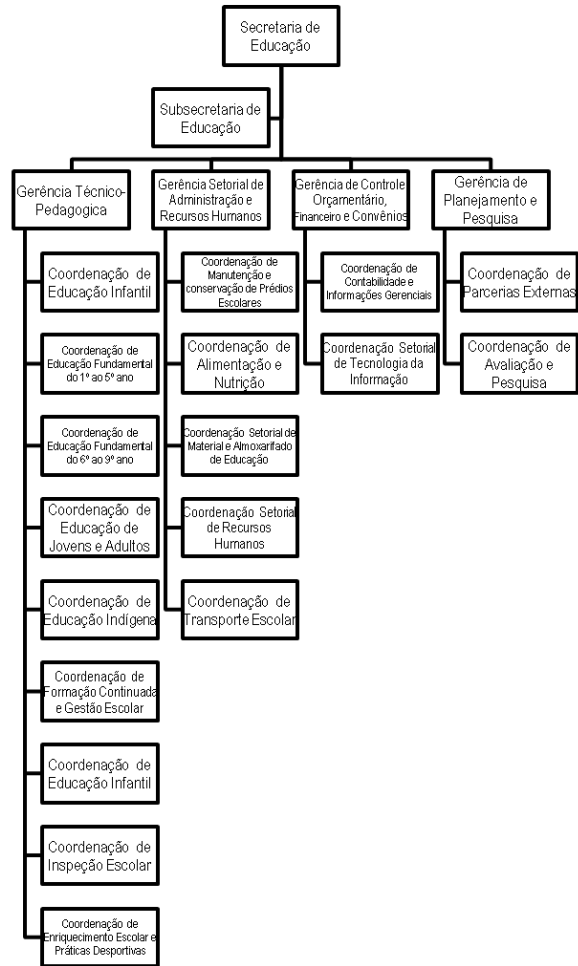 Secretaria de
Educação
Subsecretaria de
Educação
Gerência Técnico-
Pedagogica
Gerência Setorial de
Administração e
Recursos Humanos
Gerência de Controle
Orçamentário,
Financeiro e Convênios
Gerência de
Planejamento e
Pesquisa
Coordenação de
Educação Infantil
Coordenação de
Educação Fundamental
do 1º ao 5º ano
Coordenação de
Educação Fundamental
do 6º ao 9º ano
Coordenação de
Educação de
Jovens e Adultos
Coordenação de
Educação Indígena
Coordenação de
Formação Continuada
e Gestão Escolar
Coordenação de
Educação Infantil
Coordenação de
Inspeção Escolar
Coordenação de
Enriquecimento Escolar e
Práticas Desportivas
Coordenação de
Manutenção e
conservação de Prédios
Escolares
Coordenação de
Alimentação e
Nutrição
Coordenação Setorial de
Material e Almoxarifado
de Educação
Coordenação Setorial
de Recursos
Humanos
Coordenação de
Transporte Escolar
Coordenação de
Contabilidade e
Informações Gerenciais
Coordenação Setorial
de Tecnologia da
Informação
Coordenação de
Parcerias Externas
Coordenação de
Avaliação e
Pesquisa